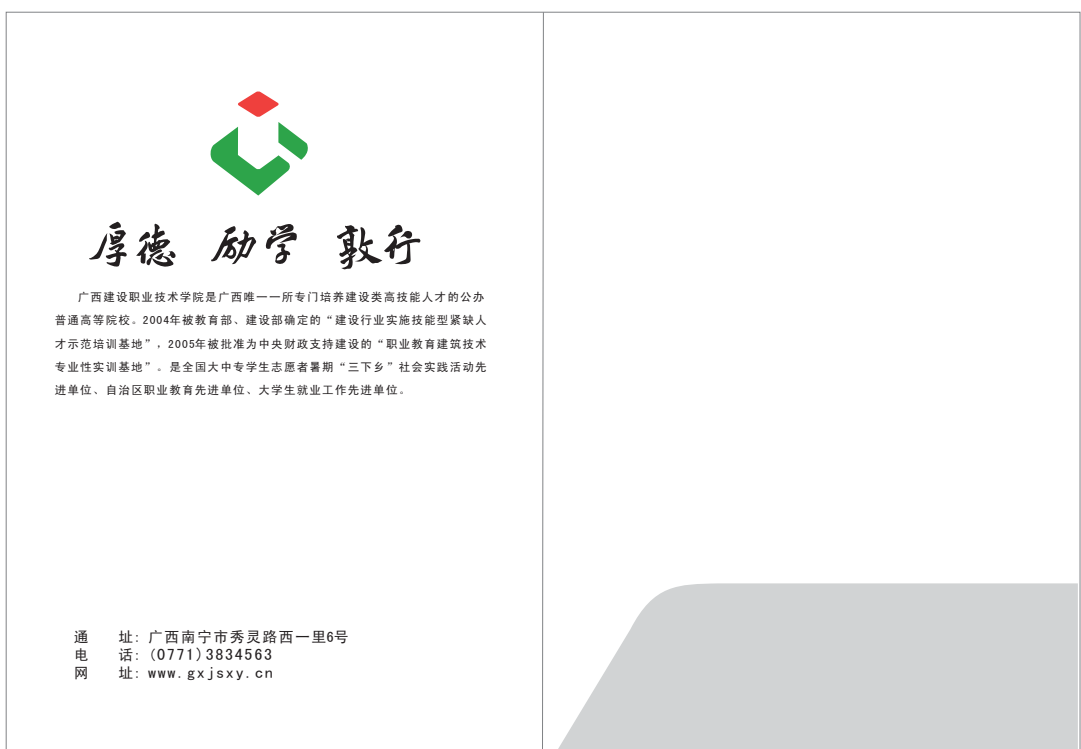 厚德 励学 敦行
广西建设职业技术学院是广西唯一一所专门培养建设类高技能人才的公办
普通高等院校。2004年被教育部、建设部确定的“建设行业实施技能型紧缺人
才示范培训基地”，2005年被批准为中央财政支持建设的“职业教育建筑技术
专业性实训基地”。是全国大中专学生志愿者暑期“三下乡”社会实践活动先
进单位、自治区职业教育先进单位、大学生就业工作先进单位。
通 址: 广西南宁市秀灵路西一里6号
电 话: (0771)3834563
网 址: www.gxjsxy.cn